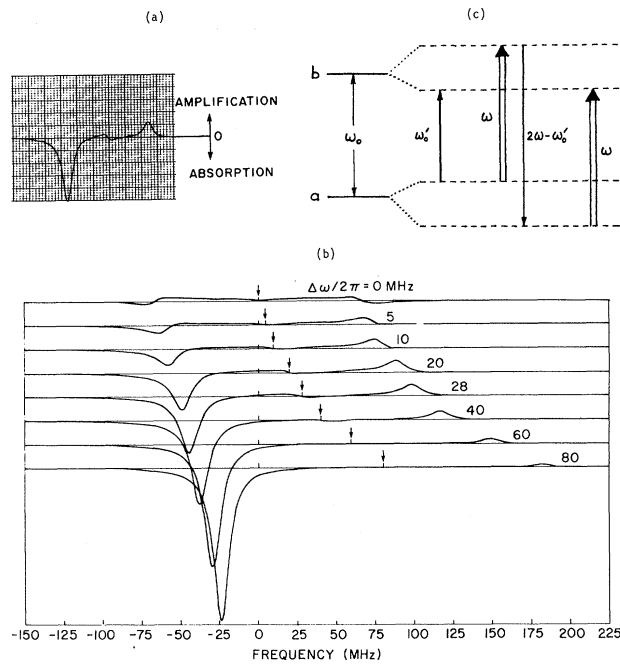 (a)
AMPLIFICATION
0
ABSORPTION
(c)
b
a
ω₀
ω₀′
ω
2ω-ω₀′
ω
(b)
Δω/2π = 0 MHz
5
10
20
28
40
60
80
-150 -125 -100 -75 -50 -25 0 25 50 75 100 125 150 175 200 225
FREQUENCY (MHz)